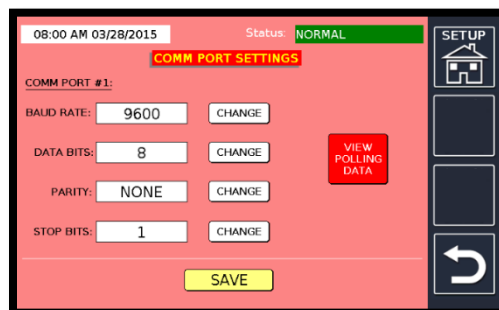 08:00 AM 03/28/2015 Status: NORMAL SETUP
COMM PORT SETTINGS
COMM PORT #1:
BAUD RATE: 9600 CHANGE
DATA BITS: 8 CHANGE
VIEW
POLLING
DATA
PARITY: NONE CHANGE
STOP BITS: 1 CHANGE
SAVE